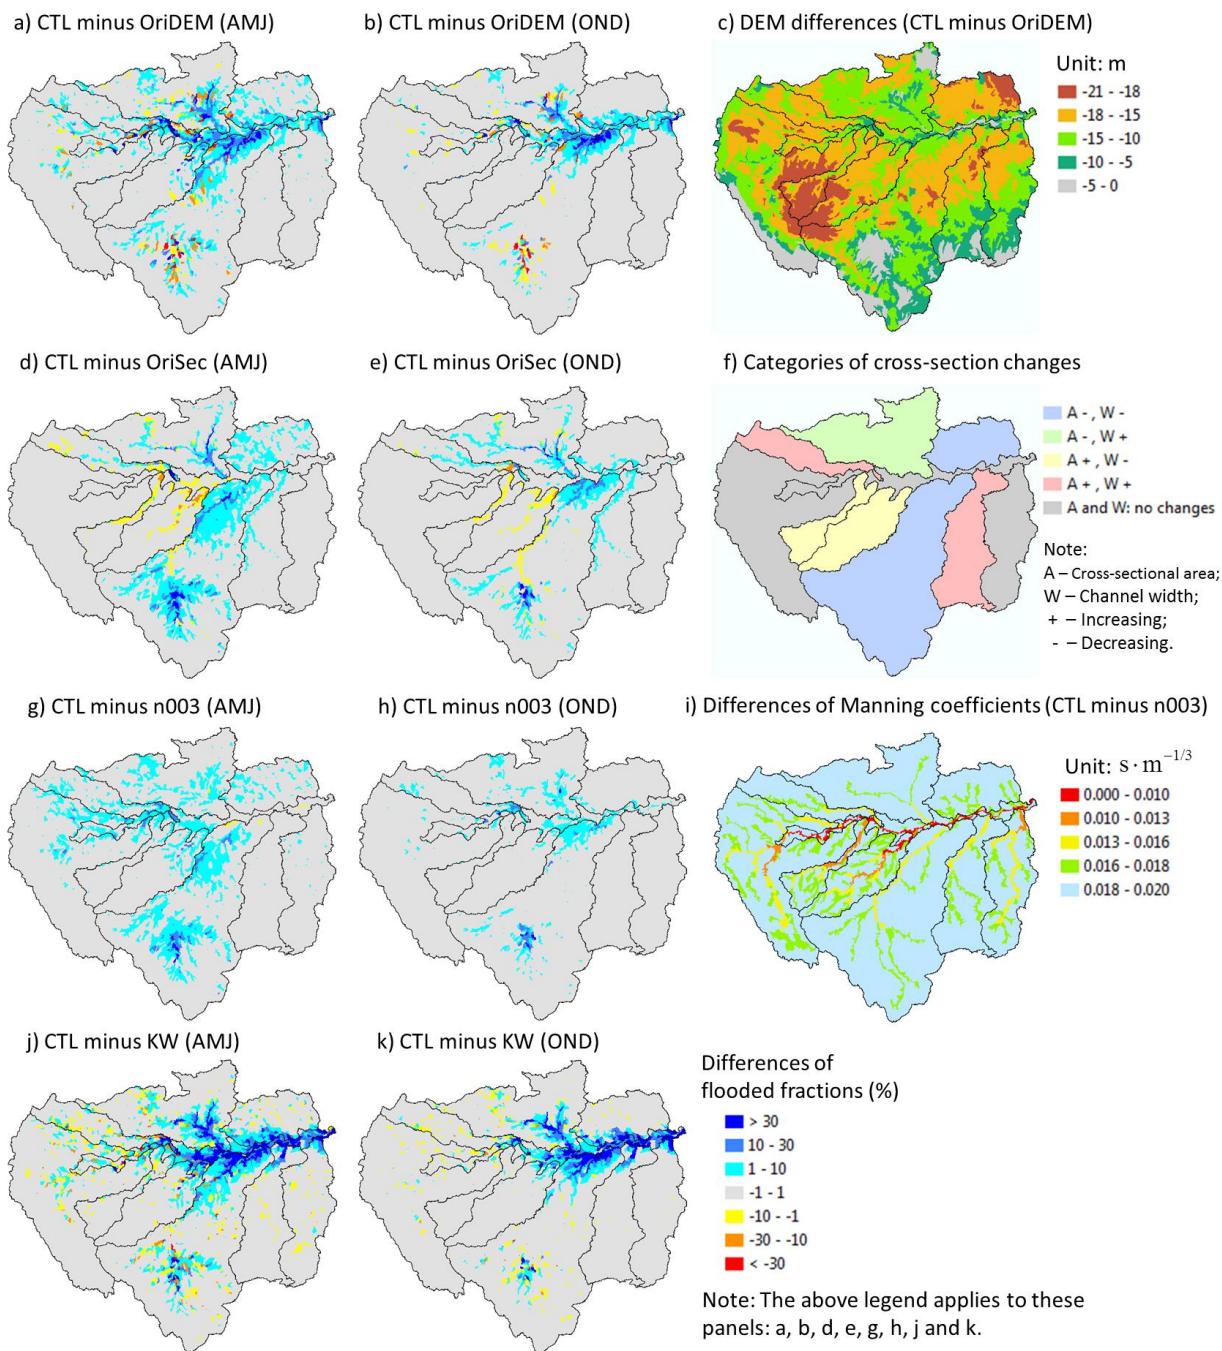 a) CTL minus OriDEM (AMJ)
b) CTL minus OriDEM (OND)
c) DEM differences (CTL minus OriDEM)
Unit: m
-21 - -18
-18 - -15
-15 - -10
-10 - -5
-5 - 0
d) CTL minus OriSec (AMJ)
e) CTL minus OriSec (OND)
f) Categories of cross-section changes
A - , W -
A - , W +
A + , W -
A + , W +
A and W: no changes
Note:
A – Cross-sectional area;
W – Channel width;
+ – Increasing;
- – Decreasing.
g) CTL minus n003 (AMJ)
h) CTL minus n003 (OND)
i) Differences of Manning coefficients (CTL minus n003)
Unit: s · m⁻¹/³
0.000 - 0.010
0.010 - 0.013
0.013 - 0.016
0.016 - 0.018
0.018 - 0.020
j) CTL minus KW (AMJ)
k) CTL minus KW (OND)
Differences of
flooded fractions (%)
> 30
10 - 30
1 - 10
-1 - 1
-10 - -1
-30 - -10
< -30
Note: The above legend applies to these
panels: a, b, d, e, g, h, j and k.